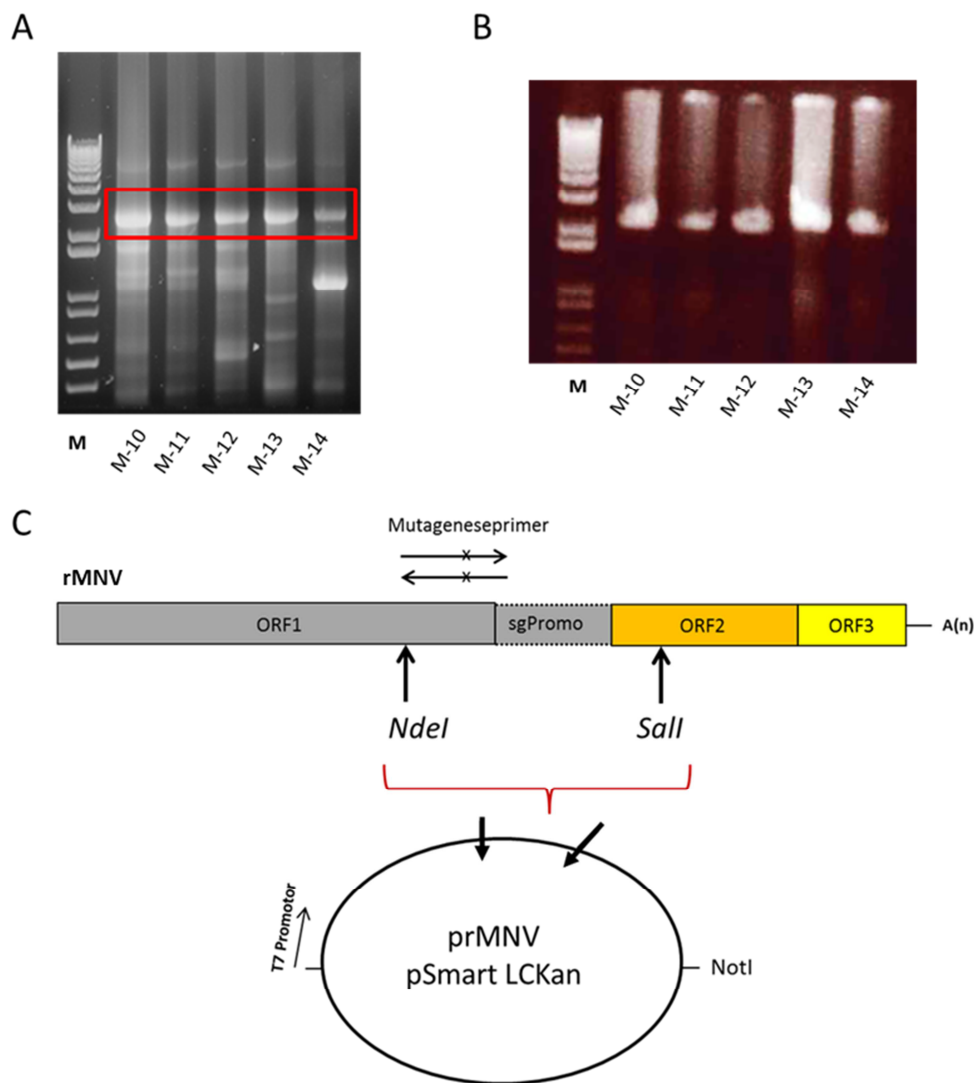 A
M
M-10
M-11
M-12
M-13
M-14
B
M
M-10
M-11
M-12
M-13
M-14
C
Mutageneseprimer
x
x
rMNV
ORF1
sgPromo
ORF2
ORF3
A(n)
NdeI
SalI
T7 Promotor
prMNV
pSmart LCKan
NotI